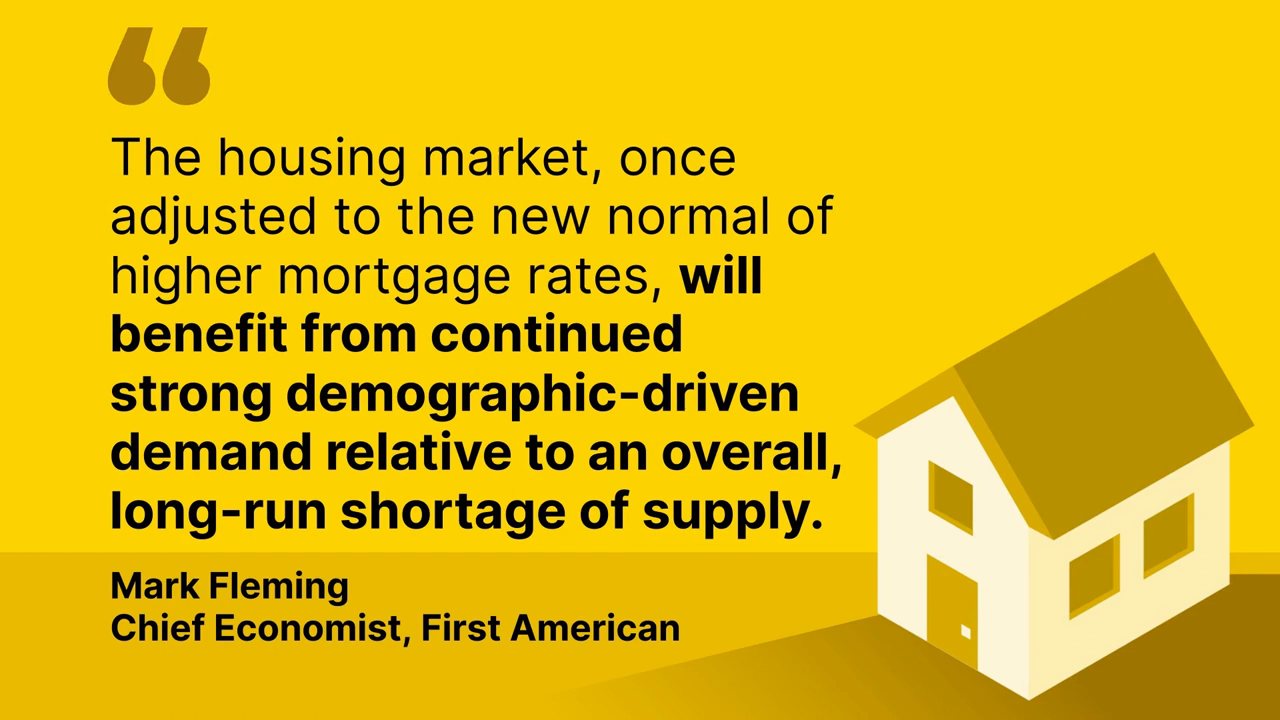 “
The housing market, once
adjusted to the new normal of
higher mortgage rates, will
benefit from continued
strong demographic-driven
demand relative to an overall,
long-run shortage of supply.
Mark Fleming
Chief Economist, First American